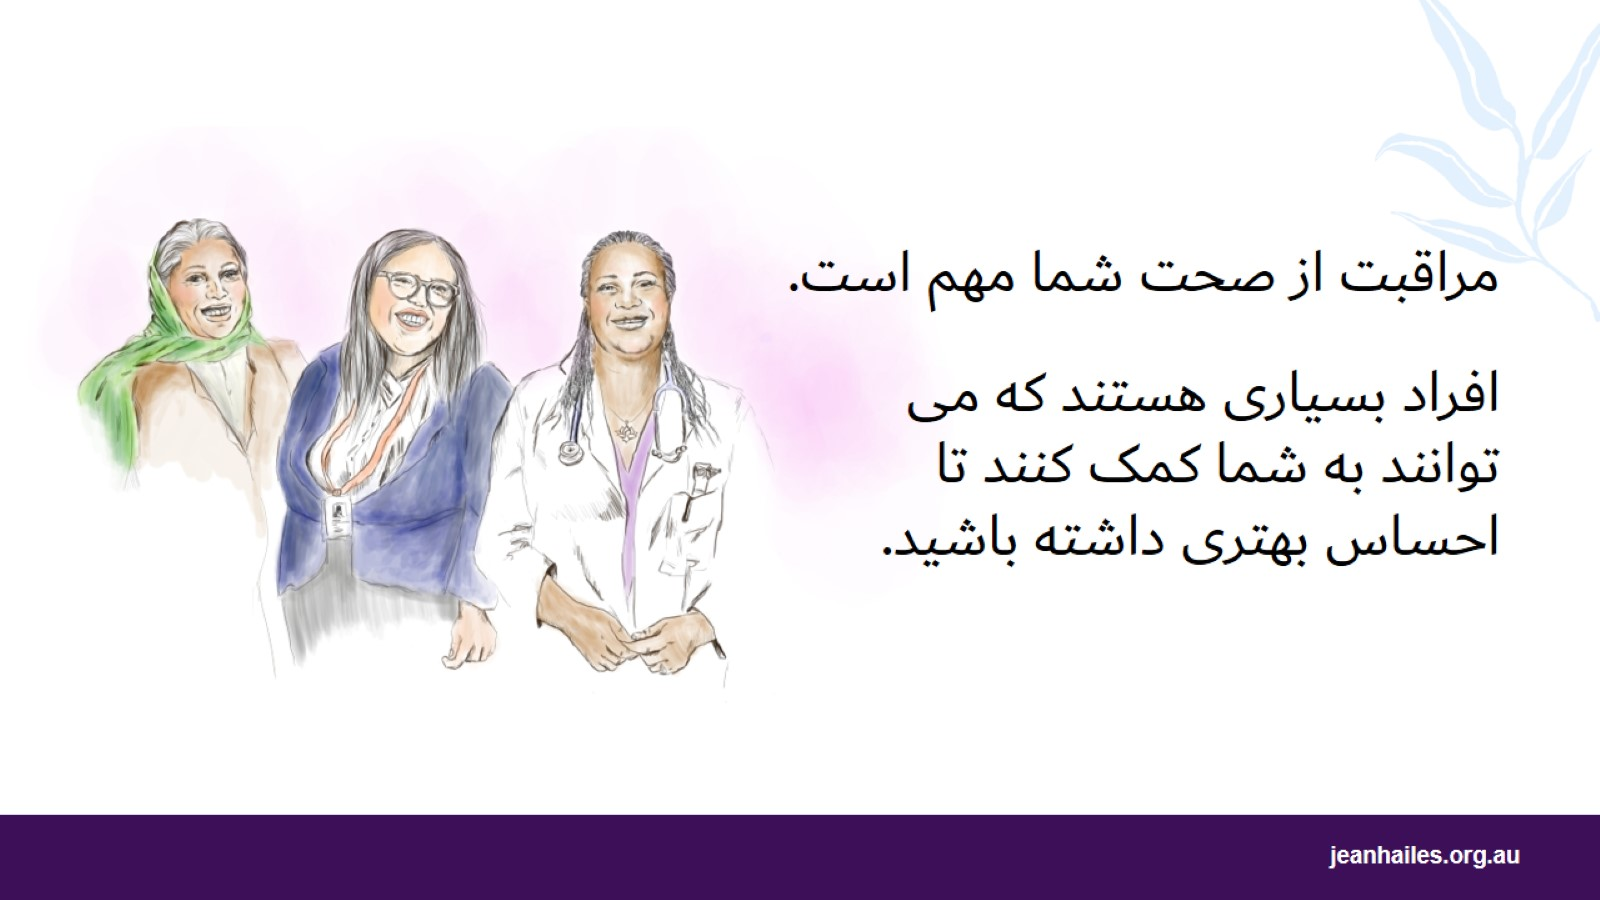 مراقبت از صحت شما مهم است.
افراد بسیاری هستند که می
توانند به شما کمک کنند تا
احساس بهتری داشته باشید.
jeanhailes.org.au